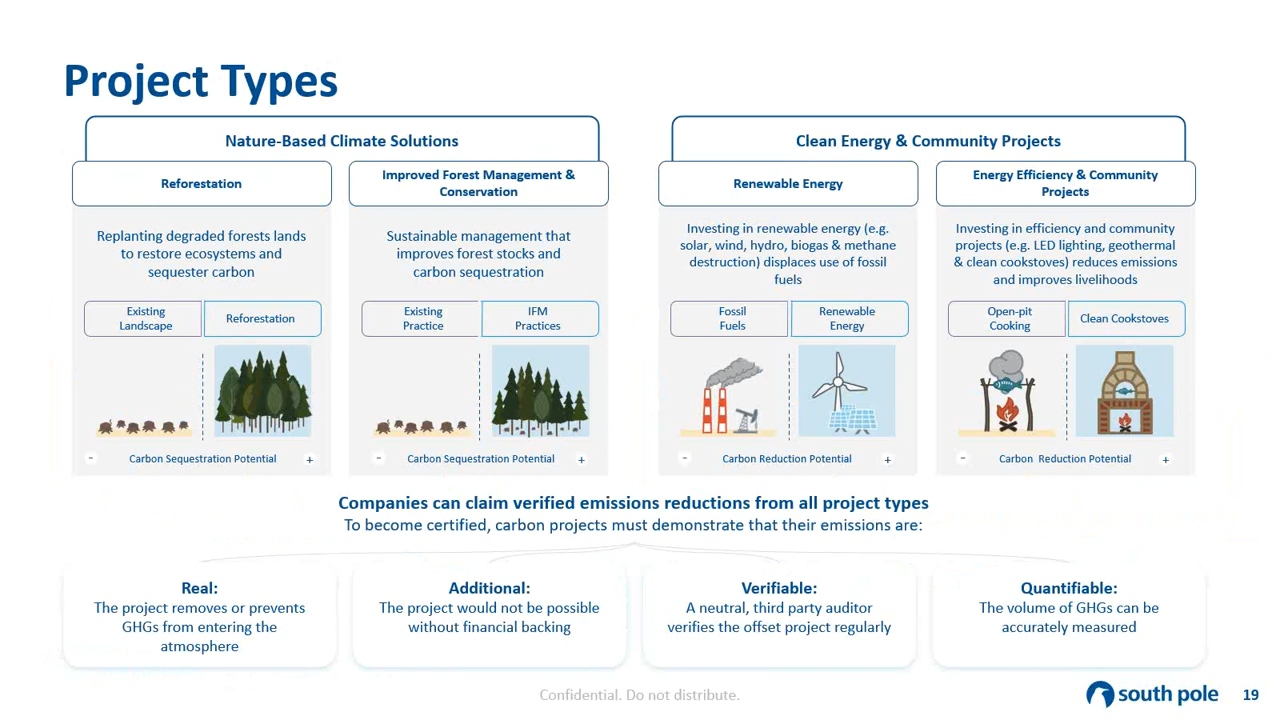 Project Types
Nature-Based Climate Solutions
Reforestation
Replanting degraded forests lands
to restore ecosystems and
sequester carbon
Existing
Landscape
Reforestation
-
Carbon Sequestration Potential
+
Improved Forest Management &
Conservation
Sustainable management that
improves forest stocks and
carbon sequestration
Existing
Practice
IFM
Practices
-
Carbon Sequestration Potential
+
Clean Energy & Community Projects
Renewable Energy
Investing in renewable energy (e.g.
solar, wind, hydro, biogas & methane
destruction) displaces use of fossil
fuels
Fossil
Fuels
Renewable
Energy
-
Carbon Reduction Potential
+
Energy Efficiency & Community
Projects
Investing in efficiency and community
projects (e.g. LED lighting, geothermal
& clean cookstoves) reduces emissions
and improves livelihoods
Open-pit
Cooking
Clean Cookstoves
-
Carbon Reduction Potential
+
Companies can claim verified emissions reductions from all project types
To become certified, carbon projects must demonstrate that their emissions are:
Real:
The project removes or prevents
GHGs from entering the
atmosphere
Additional:
The project would not be possible
without financial backing
Verifiable:
A neutral, third party auditor
verifies the offset project regularly
Quantifiable:
The volume of GHGs can be
accurately measured
Confidential. Do not distribute.
south pole
19